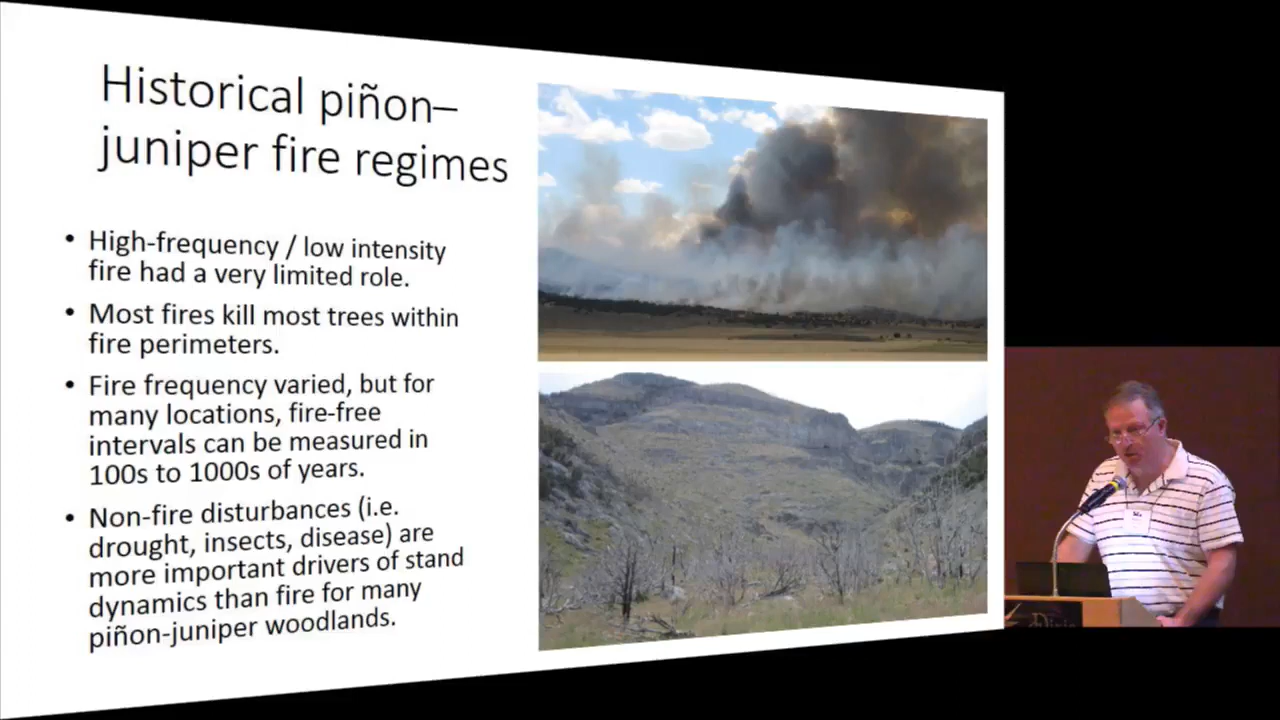 Historical piñon–
juniper fire regimes
• High-frequency / low intensity
fire had a very limited role.
• Most fires kill most trees within
fire perimeters.
• Fire frequency varied, but for
many locations, fire-free
intervals can be measured in
100s to 1000s of years.
• Non-fire disturbances (i.e.
drought, insects, disease) are
more important drivers of stand
dynamics than fire for many
piñon-juniper woodlands.